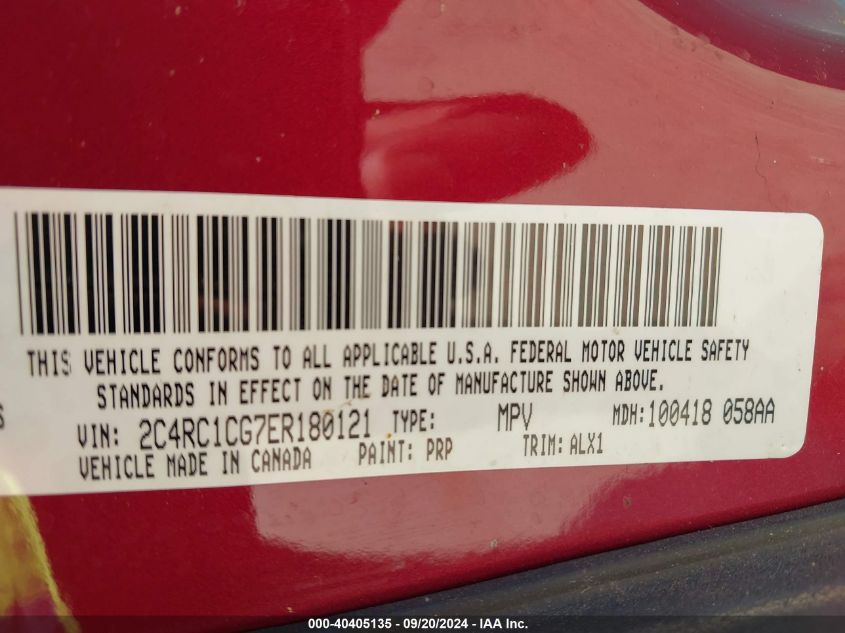 THIS VEHICLE CONFORMS TO ALL APPLICABLE U.S.A. FEDERAL MOTOR VEHICLE SAFETY
STANDARDS IN EFFECT ON THE DATE OF MANUFACTURE SHOWN ABOVE.
VIN: 2C4RC1CG7ER180121 TYPE: MPV MDH: 100418 058AA
VEHICLE MADE IN CANADA PAINT: PRP TRIM: ALX1
000-40405135 - 09/20/2024 - IAA Inc.